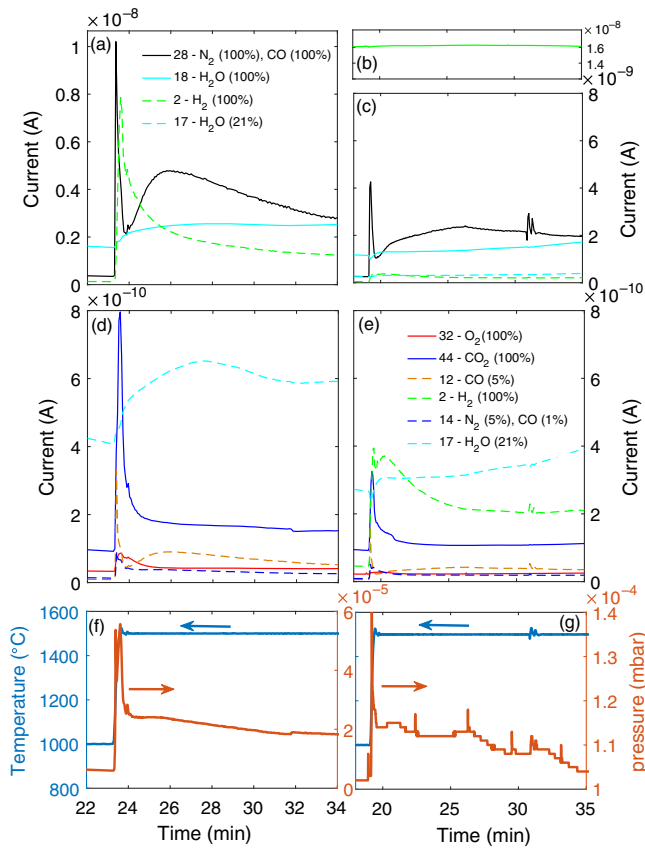 1 × 10⁻⁸
(a)
28 - N₂ (100%), CO (100%)
18 - H₂O (100%)
2 - H₂ (100%)
17 - H₂O (21%)
Current (A)
1.0
0.8
0.6
0.4
0.2
0
(b)
× 10⁻⁸
1.6
1.4
× 10⁻⁹
(c)
8
6
4
2
0
Current (A)
× 10⁻¹⁰
(d)
8
6
4
2
0
Current (A)
× 10⁻¹⁰
(e)
32 - O₂ (100%)
44 - CO₂ (100%)
12 - CO (5%)
2 - H₂ (100%)
14 - N₂ (5%), CO (1%)
17 - H₂O (21%)
8
6
4
2
0
Current (A)
(f)
× 10⁻⁵
1600
1400
1200
1000
800
Temperature (°C)
22 24 26 28 30 32 34
Time (min)
6
4
2
0
(g)
× 10⁻⁴
1.4
1.3
1.2
1.1
1.0
pressure (mbar)
20 25 30 35
Time (min)